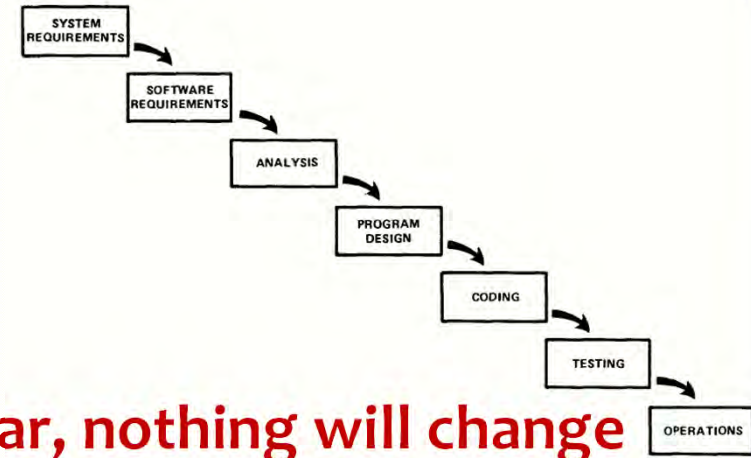 SYSTEM
REQUIREMENTS
SOFTWARE
REQUIREMENTS
ANALYSIS
PROGRAM
DESIGN
CODING
TESTING
nothing will change
OPERATIONS